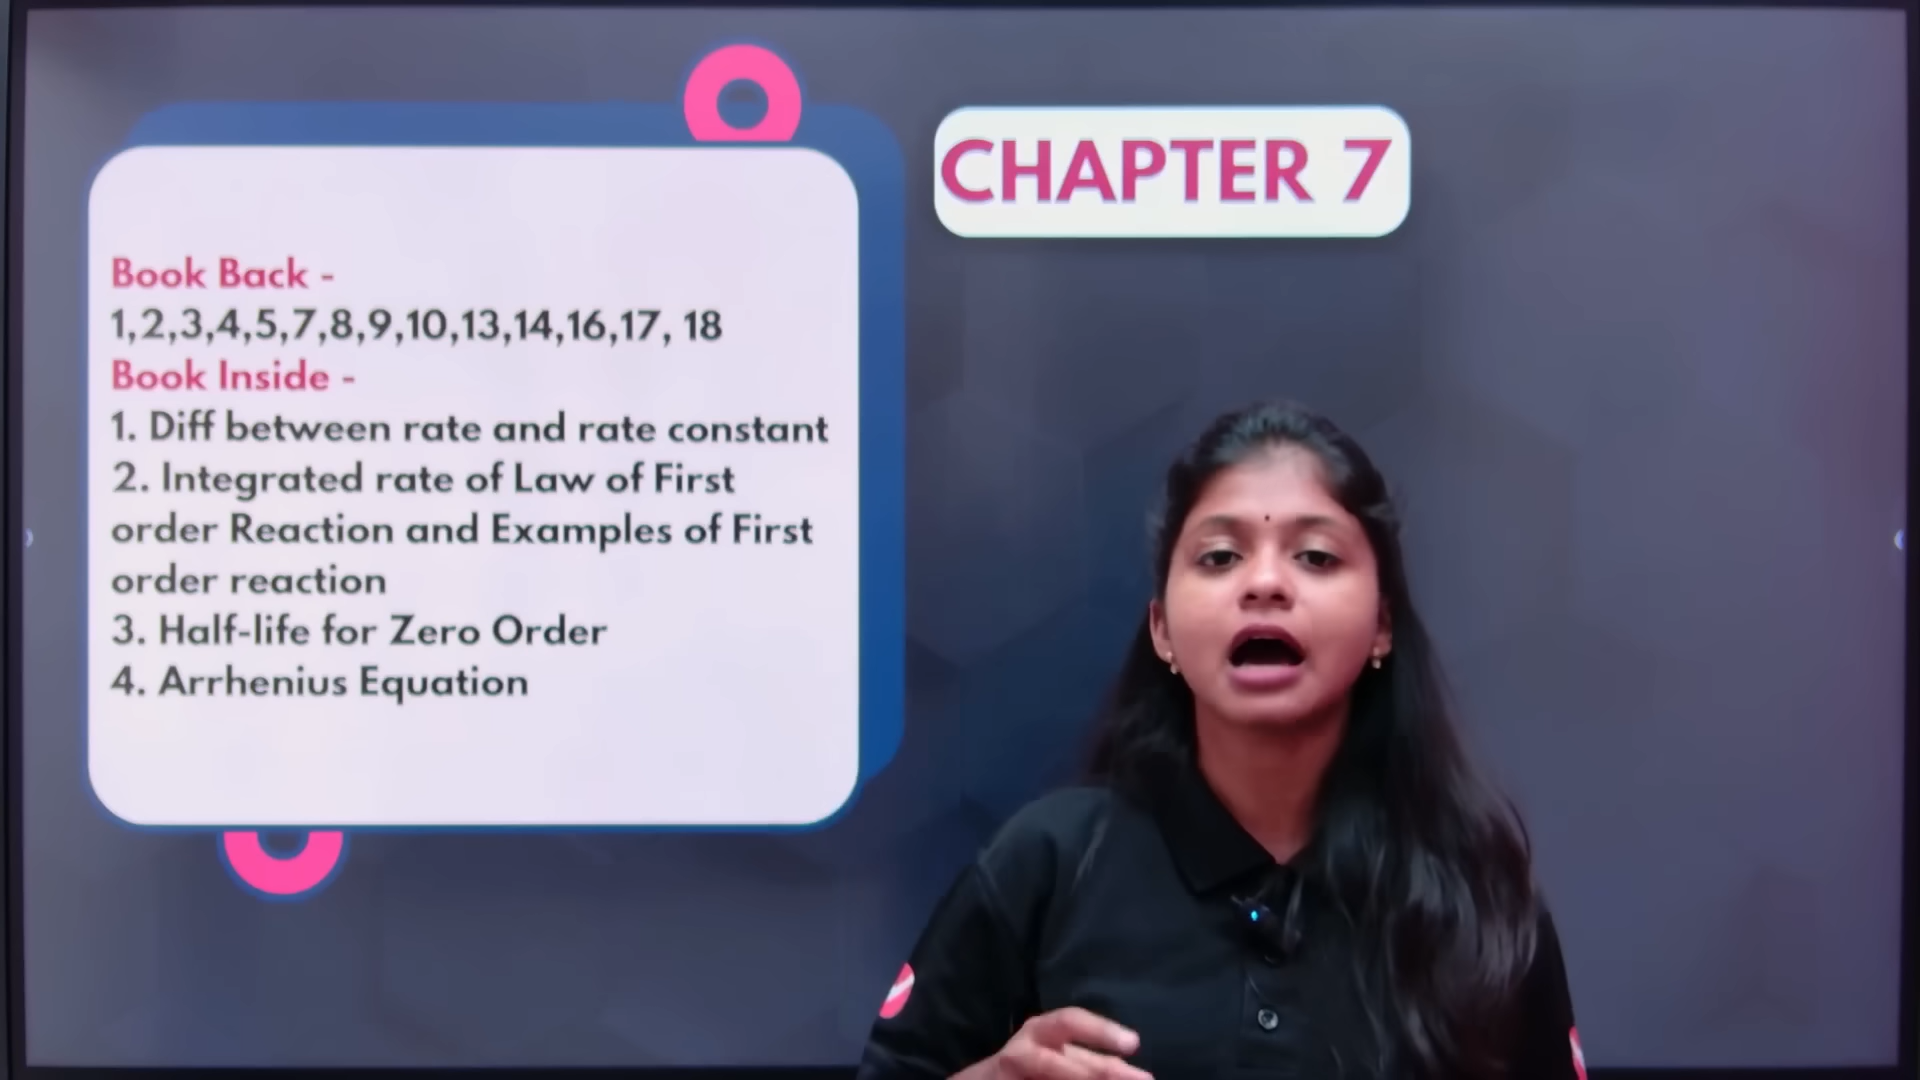 CHAPTER 7
Book Back -
1,2,3,4,5,7,8,9,10,13,14,16,17, 18
Book Inside -
1. Diff between rate and rate constant
2. Integrated rate of Law of First
order Reaction and Examples of First
order reaction
3. Half-life for Zero Order
4. Arrhenius Equation